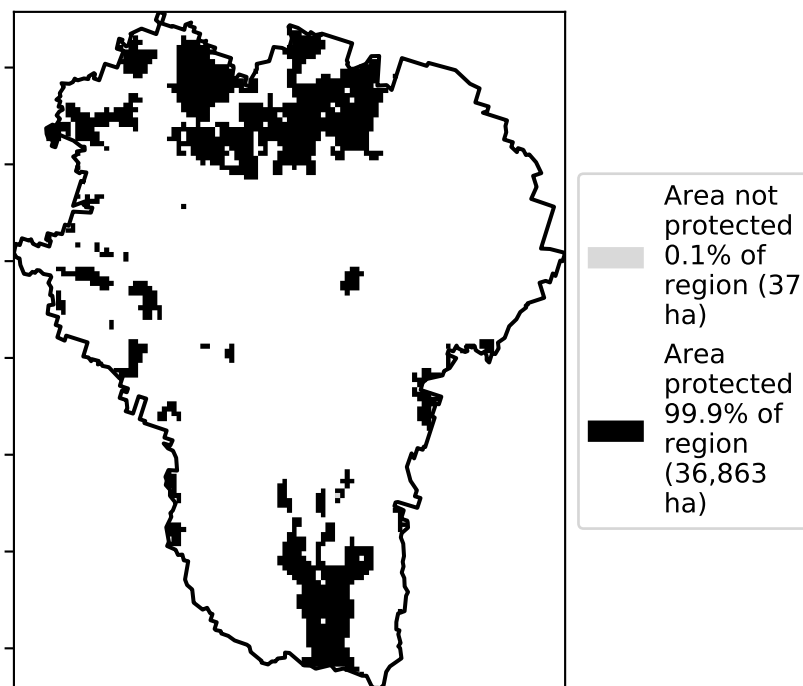 Area not
protected
0.1% of
region (37
ha)
Area
protected
99.9% of
region
(36,863
ha)